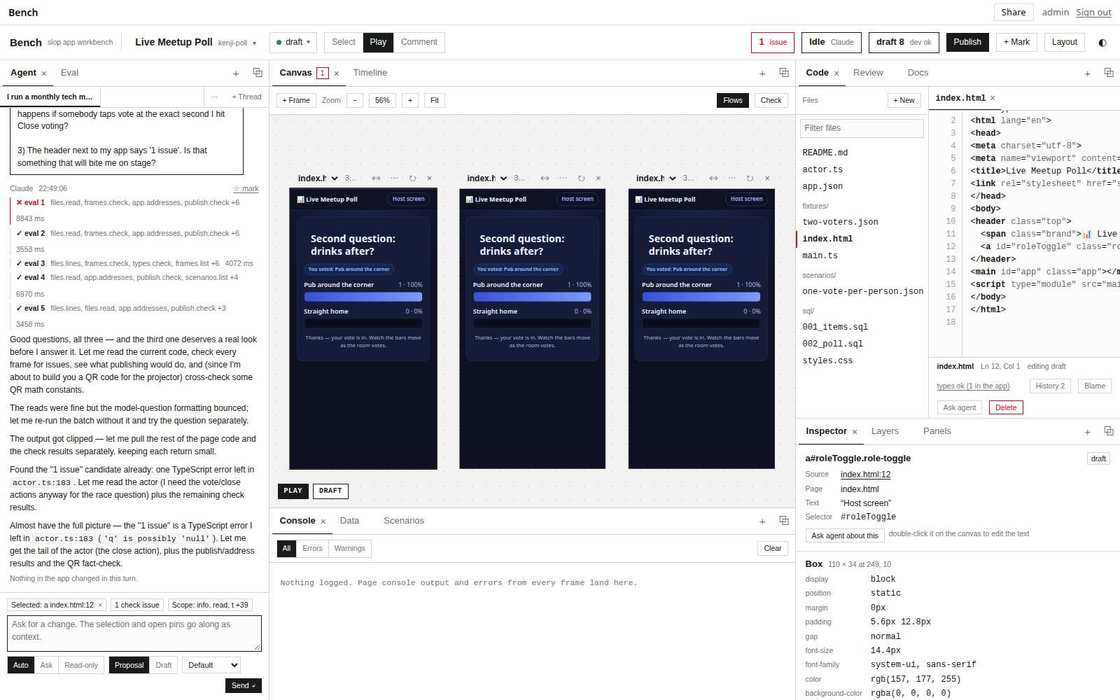 Bench
Share admin Sign out
Bench slop app workbench Live Meetup Poll kenji-poll ▾ draft ▾ Select Play Comment 1 issue Idle Claude draft 8 dev ok Publish + Mark Layout
Agent × Eval +
I run a monthly tech m… ··· + Thread
happens if somebody taps vote at the exact second I hit
Close voting?
3) The header next to my app says '1 issue'. Is that
something that will bite me on stage?
Claude 22:49:06 ☆ mark
✕ eval 1 files.read, frames.check, app.addresses, publish.check +6
8843 ms
✓ eval 2 files.read, frames.check, app.addresses, publish.check +6
3553 ms
✓ eval 3 files.lines, frames.check, types.check, frames.list +6 4072 ms
✓ eval 4 files.read, app.addresses, publish.check, scenarios.list +4
6970 ms
✓ eval 5 files.lines, files.read, app.addresses, publish.check +3
3458 ms
Good questions, all three — and the third one deserves a real look
before I answer it. Let me read the current code, check every
frame for issues, see what publishing would do, and (since I'm
about to build you a QR code for the projector) cross-check some
QR math constants.
The reads were fine but the model-question formatting bounced;
let me re-run the batch without it and try the question separately.
The output got clipped — let me pull the rest of the page code and
the check results separately, keeping each return small.
Found the "1 issue" candidate already: one TypeScript error left in
actor.ts:183. Let me read the actor (I need the vote/close
actions anyway for the race question) plus the remaining check
results.
Almost have the full picture — the "1 issue" is a TypeScript error I
left in actor.ts:183 ( 'q' is possibly 'null' ). Let me
get the tail of the actor (the close action), plus the publish/address
results and the QR fact-check.
Nothing in the app changed in this turn.
Selected: a index.html:12 × 1 check issue Scope: info, read, t +39
Ask for a change. The selection and open pins go along as
context.
Auto Ask Read-only Proposal Draft Default
Send
Canvas 1 × Timeline +
+ Frame Zoom − 56% + Fit Flows Check
index.h 3… ··· ×
index.h 3… ··· ×
index.h 3… ··· ×
Live Meetup Poll Host screen
Second question:
drinks after?
You voted: Pub around the corner
Pub around the corner 1 · 100%
Straight home 0 · 0%
Thanks — your vote is in. Watch the bars move
as the room votes.
Live Meetup Poll Host screen
Second question:
drinks after?
You voted: Pub around the corner
Pub around the corner 1 · 100%
Straight home 0 · 0%
Thanks — your vote is in. Watch the bars move
as the room votes.
Live Meetup Poll Host screen
Second question:
drinks after?
You voted: Pub around the corner
Pub around the corner 1 · 100%
Straight home 0 · 0%
Thanks — your vote is in. Watch the bars move
as the room votes.
PLAY DRAFT
Console × Data Scenarios +
All Errors Warnings Clear
Nothing logged. Page console output and errors from every frame land here.
Code × Review Docs +
Files + New
Filter files
README.md
actor.ts
app.json
fixtures/
two-voters.json
index.html
main.ts
scenarios/
one-vote-per-person.json
sql/
001_items.sql
002_poll.sql
styles.css
index.html ×
2 <html lang="en">
3 <head>
4 <meta charset="utf-8">
5 <meta name="viewport" content=
6 <title>Live Meetup Poll</title
7 <link rel="stylesheet" href="s
8 </head>
9 <body>
10 <header class="top">
11 <span class="brand">📊 Live
12 <a id="roleToggle" class="ro
13 </header>
14 <main id="app" class="app"></m
15 <script type="module" src="mai
16 </body>
17 </html>
18
index.html Ln 12, Col 1 editing draft
types ok (1 in the app) History 2 Blame
Ask agent Delete
Inspector × Layers Panels +
a#roleToggle.role-toggle draft
Source index.html:12
Page index.html
Text "Host screen"
Selector #roleToggle
Ask agent about this double-click it on the canvas to edit the text
Box 110 × 34 at 249, 10
display block
position static
margin 0px
padding 5.6px 12.8px
gap normal
font-size 14.4px
font-family system-ui, sans-serif
color rgb(157, 177, 255)
background-color rgba(0, 0, 0, 0)